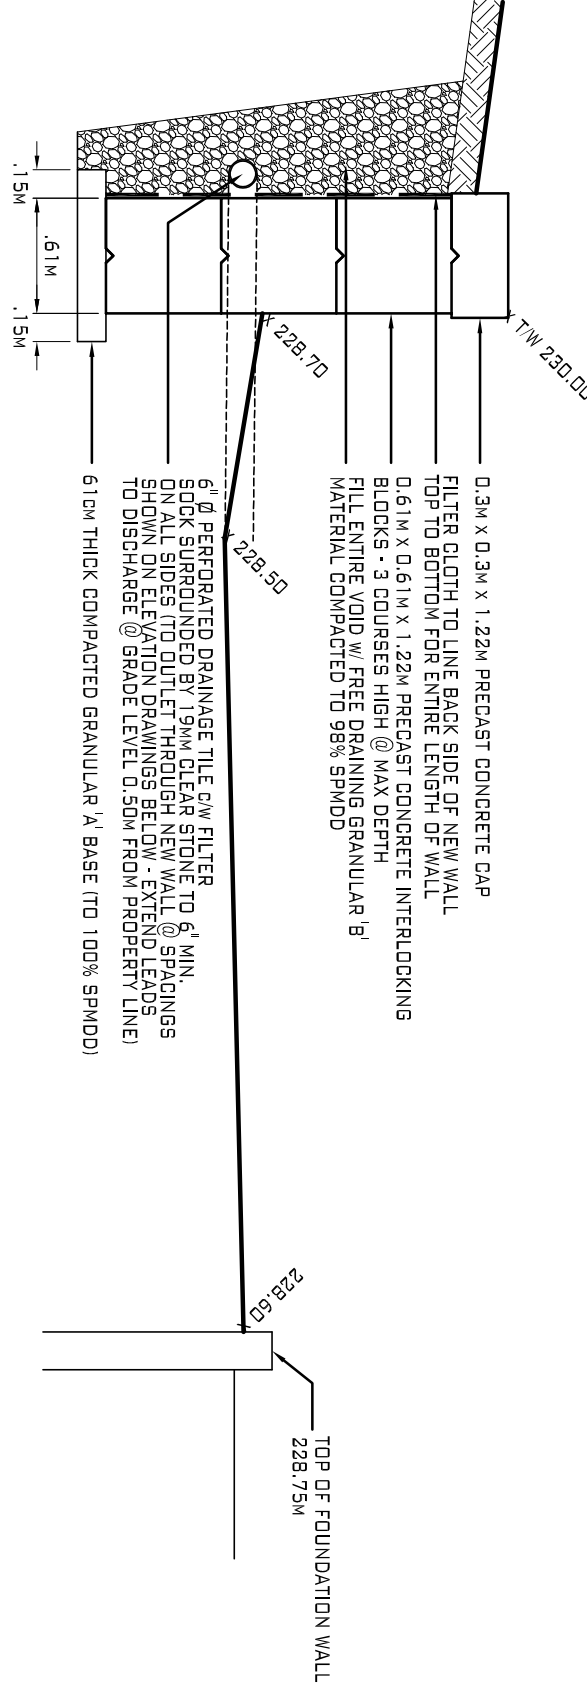 T/W 230.00
0.3M X 0.3M X 1.22M PRECAST CONCRETE CAP
FILTER CLOTH TO LINE BACK SIDE OF NEW WALL
TOP TO BOTTOM FOR ENTIRE LENGTH OF WALL
0.61M X 0.61M X 1.22M PRECAST CONCRETE INTERLOCKING
BLOCKS - 3 COURSES HIGH @ MAX DEPTH
FILL ENTIRE VOID W/ FREE DRAINING GRANULAR 'B'
MATERIAL COMPACTED TO 98% SPMDD
228.70
228.50
6" Ø PERFORATED DRAINAGE TILE C/W FILTER
SOCK SURROUNDED BY 19MM CLEAR STONE TO 6" MIN.
ON ALL SIDES (TO OUTLET THROUGH NEW WALL @ SPACINGS
SHOWN ON ELEVATION DRAWINGS BELOW - EXTEND LEADS
TO DISCHARGE @ GRADE LEVEL 0.50M FROM PROPERTY LINE)
61CM THICK COMPACTED GRANULAR 'A' BASE (TO 100% SPMDD)
.15M
.61M
.15M
228.60
TOP OF FOUNDATION WALL
228.75M